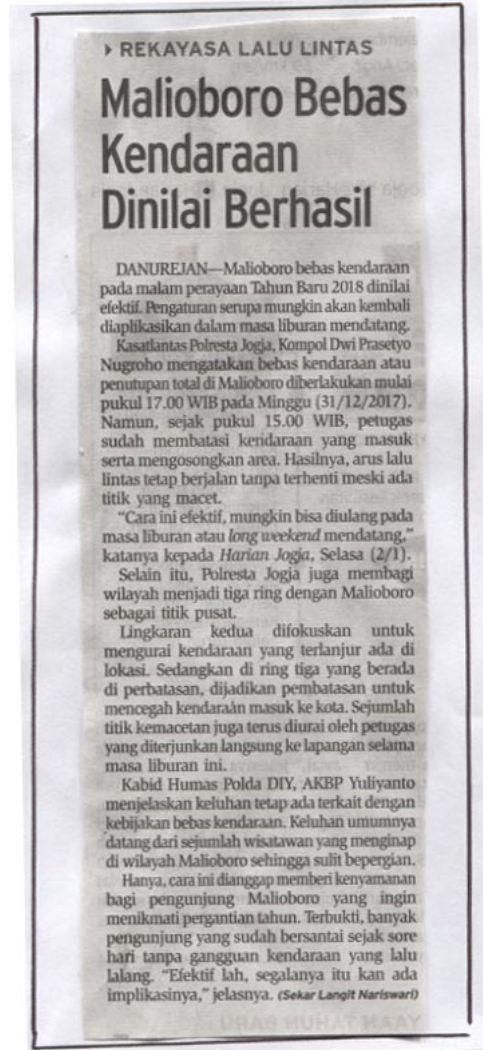 REKAYASA LALU LINTAS
Malioboro Bebas
Kendaraan
Dinilai Berhasil
DANUREJAN—Malioboro bebas kendaraan
pada malam perayaan Tahun Baru 2018 dinilai
efektif. Pengaturan serupa mungkin akan kembali
diaplikasikan dalam masa liburan mendatang.
Kasatlantas Polresta Jogja, Kompol Dwi Prasetyo
Nugroho mengatakan bebas kendaraan atau
penutupan total di Malioboro diberlakukan mulai
pukul 17.00 WIB pada Minggu (31/12/2017).
Namun, sejak pukul 15.00 WIB, petugas
sudah membatasi kendaraan yang masuk
serta mengosongkan area. Hasilnya, arus lalu
lintas tetap berjalan tanpa terhenti meski ada
titik yang macet.
“Cara ini efektif, mungkin bisa diulang pada
masa liburan atau long weekend mendatang,”
katanya kepada Harian Jogja, Selasa (2/1).
Selain itu, Polresta Jogja juga membagi
wilayah menjadi tiga ring dengan Malioboro
sebagai titik pusat.
Lingkaran kedua difokuskan untuk
mengurai kendaraan yang terlanjur ada di
lokasi. Sedangkan di ring tiga yang berada
di perbatasan, dijadikan pembatasan untuk
mencegah kendaraan masuk ke kota. Sejumlah
titik kemacetan juga terus diurai oleh petugas
yang diterjunkan langsung ke lapangan selama
masa liburan ini.
Kabid Humas Polda DIY, AKBP Yuliyanto
menjelaskan keluhan tetap ada terkait dengan
kebijakan bebas kendaraan. Keluhan umumnya
datang dari sejumlah wisatawan yang menginap
di wilayah Malioboro sehingga sulit bepergian.
Hanya, cara ini dianggap memberi kenyamanan
bagi pengunjung Malioboro yang ingin
menikmati pergantian tahun. Terbukti, banyak
pengunjung yang sudah bersantai sejak sore
hari tanpa gangguan kendaraan yang lalu
lalang. “Efektif lah, segalanya itu kan ada
implikasinya,” jelasnya. (Sekar Langit Nariswari)